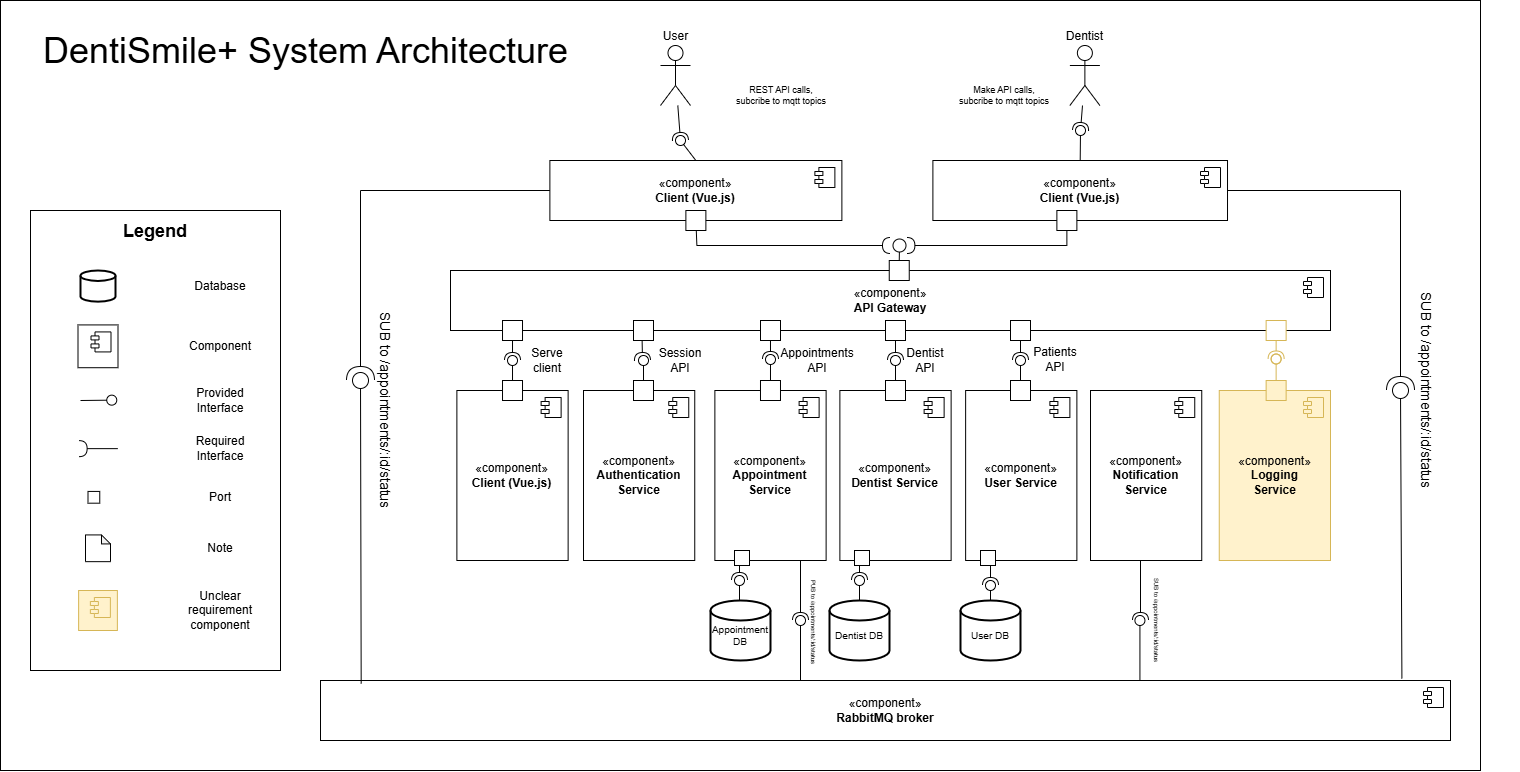 DentiSmile+ System Architecture
User
Dentist
REST API calls,
subcribe to mqtt topics
Make API calls,
subcribe to mqtt topics
«component»
Client (Vue.js)
«component»
Client (Vue.js)
Legend
Database
Component
Provided
Interface
Required
Interface
Port
Note
Unclear
requirement
component
SUB to /appointments/:id/status
SUB to /appointments/:id/status
«component»
API Gateway
Serve
client
Session
API
Appointments
API
Dentist
API
Patients
API
«component»
Client (Vue.js)
«component»
Authentication
Service
«component»
Appointment
Service
«component»
Dentist Service
«component»
User Service
«component»
Notification
Service
«component»
Logging
Service
Appointment
DB
PUB to appointments/:id/status
Dentist DB
User DB
SUB to appointments/:id/status
«component»
RabbitMQ broker